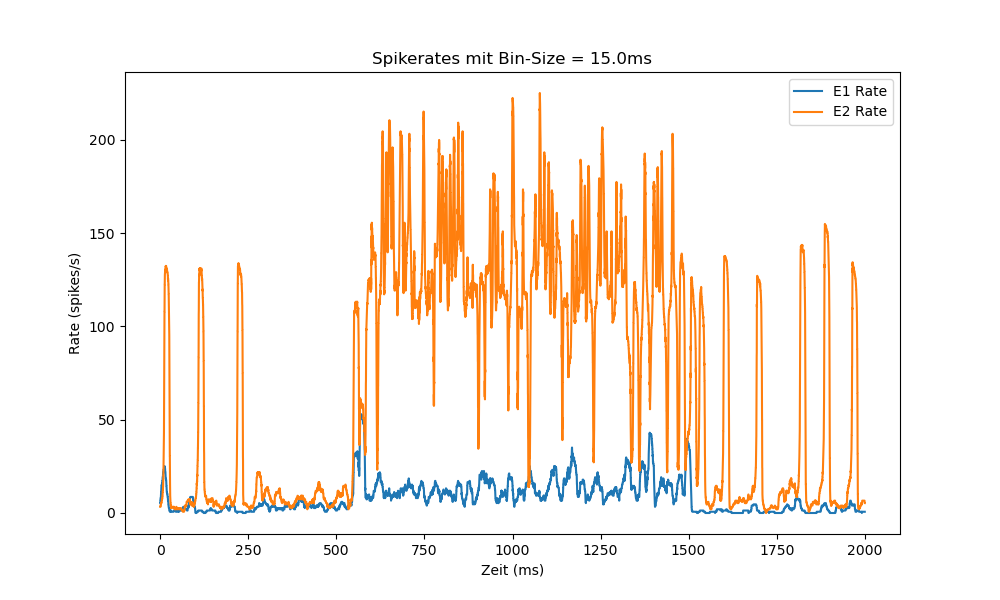 Spikerates mit Bin-Size = 15.0ms
E1 Rate
E2 Rate
200
150
100
50
0
Rate (spikes/s)
0 250 500 750 1000 1250 1500 1750 2000
Zeit (ms)